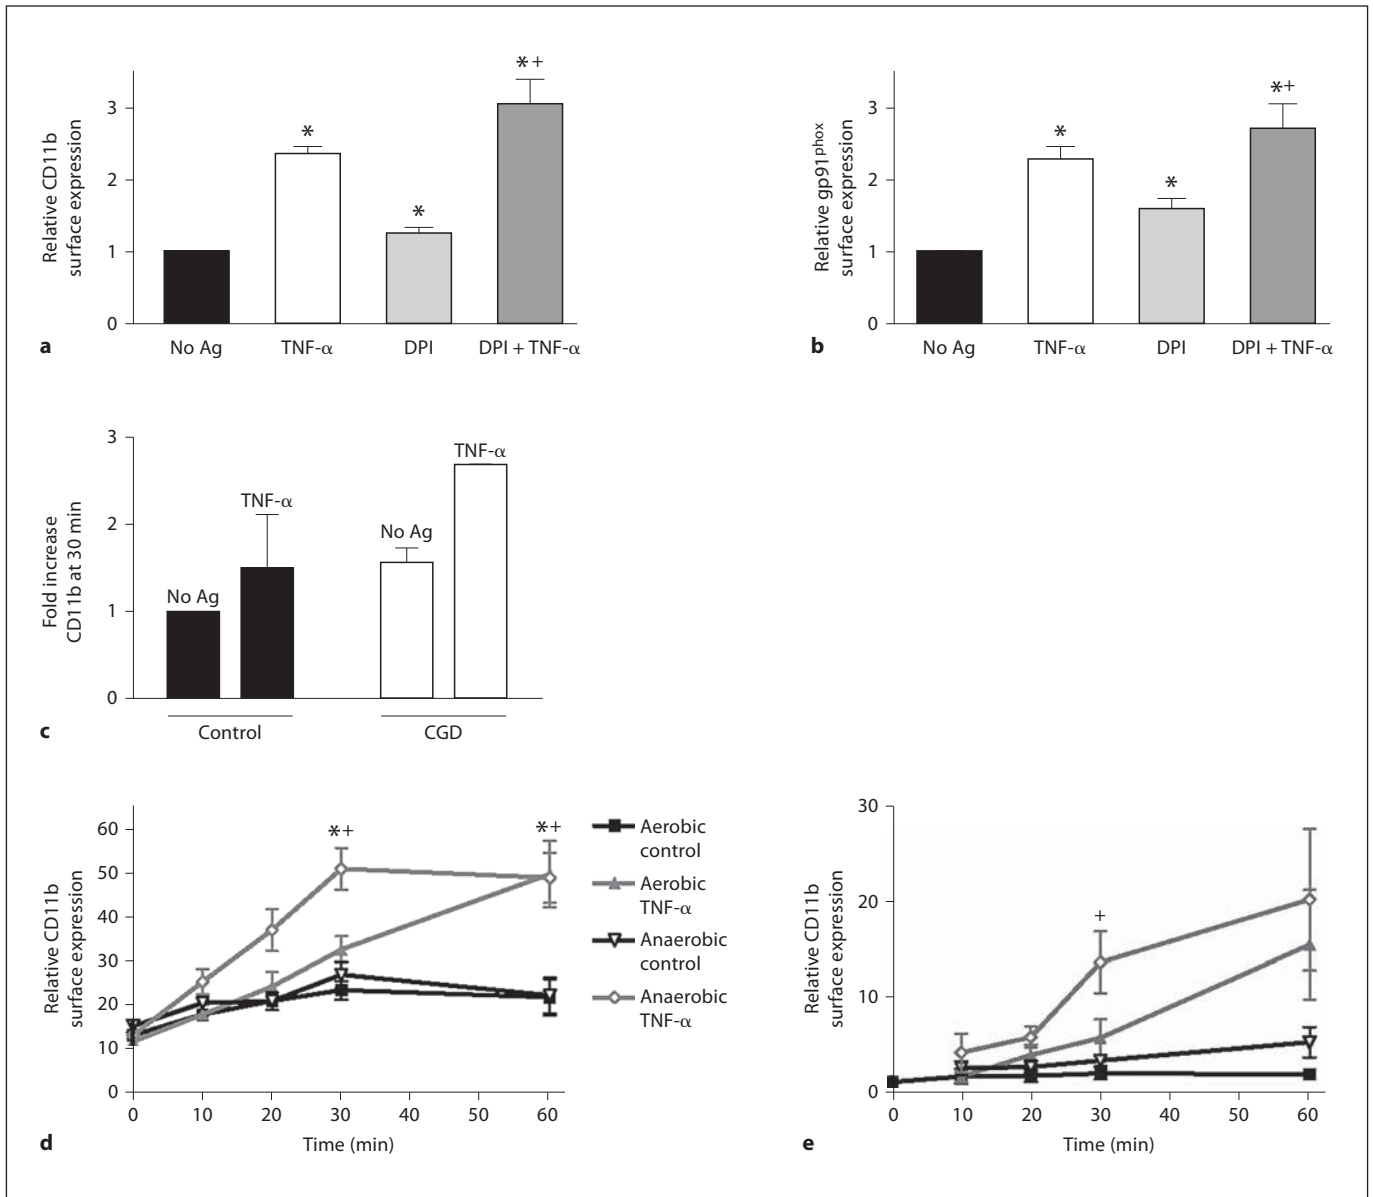 Relative CD11b
surface expression
3
2
1
0
*
*
*+
No Ag
TNF-α
DPI
DPI + TNF-α
a
Relative gp91phox
surface expression
3
2
1
0
*
*
*+
No Ag
TNF-α
DPI
DPI + TNF-α
b
Fold increase
CD11b at 30 min
3
2
1
0
No Ag
TNF-α
No Ag
TNF-α
Control
CGD
c
Relative CD11b
surface expression
60
50
40
30
20
10
0
*+
*+
0 10 20 30 40 50 60
Time (min)
d
Aerobic
control
Aerobic
TNF-α
Anaerobic
control
Anaerobic
TNF-α
Relative CD11b
surface expression
30
20
10
0
+
0 10 20 30 40 50 60
Time (min)
e